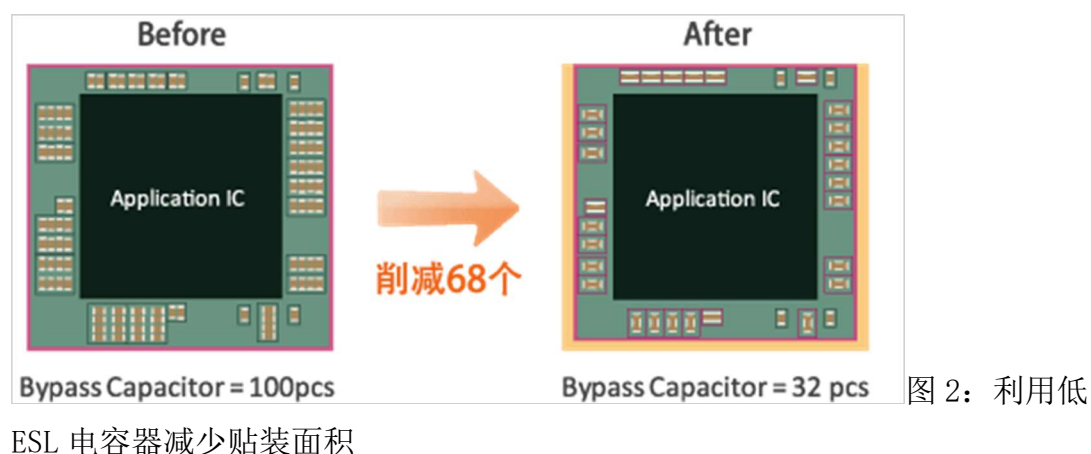 Before
After
Application IC
Application IC
削减68个
Bypass Capacitor = 100pcs
Bypass Capacitor = 32 pcs
图 2：利用低
ESL 电容器减少贴装面积